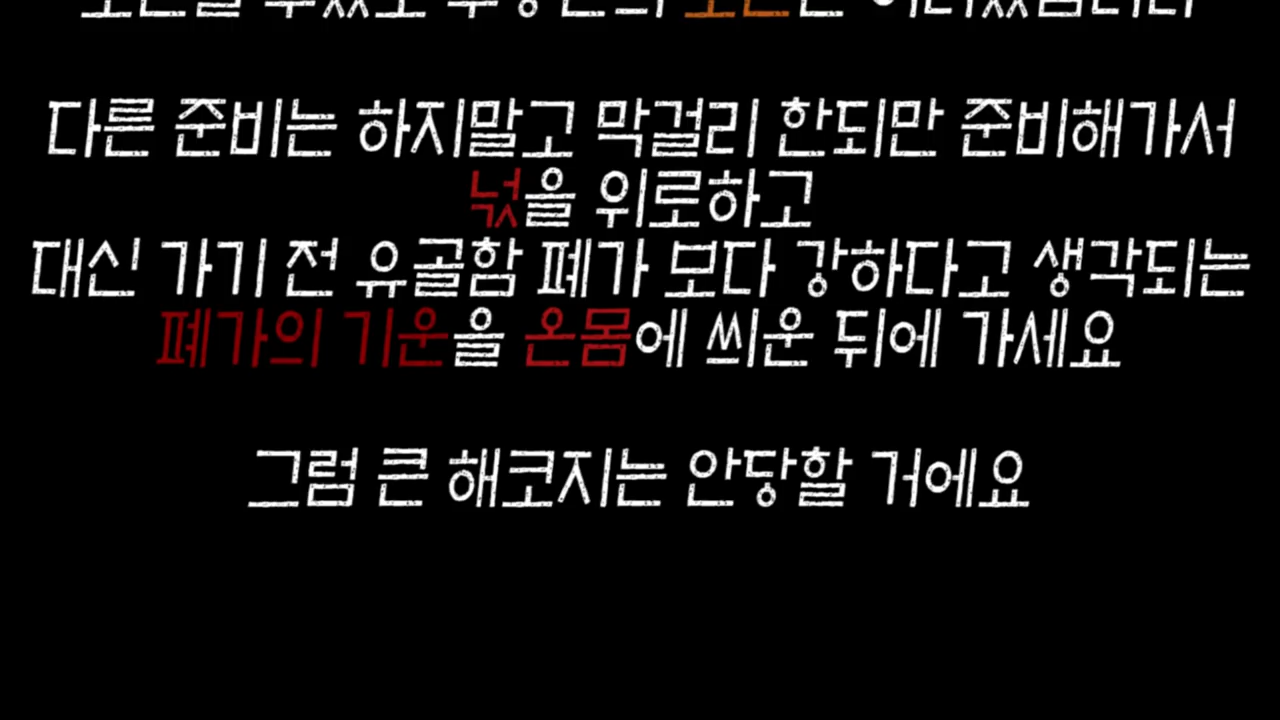 다른 준비는 하지말고 막걸리 한되만 준비해가서
넋을 위로하고
대신 가기 전 유골함 폐가 보다 강하다고 생각되는
폐가의 기운을 온몸에 씌운 뒤에 가세요
그럼 큰 해코지는 안당할 거에요